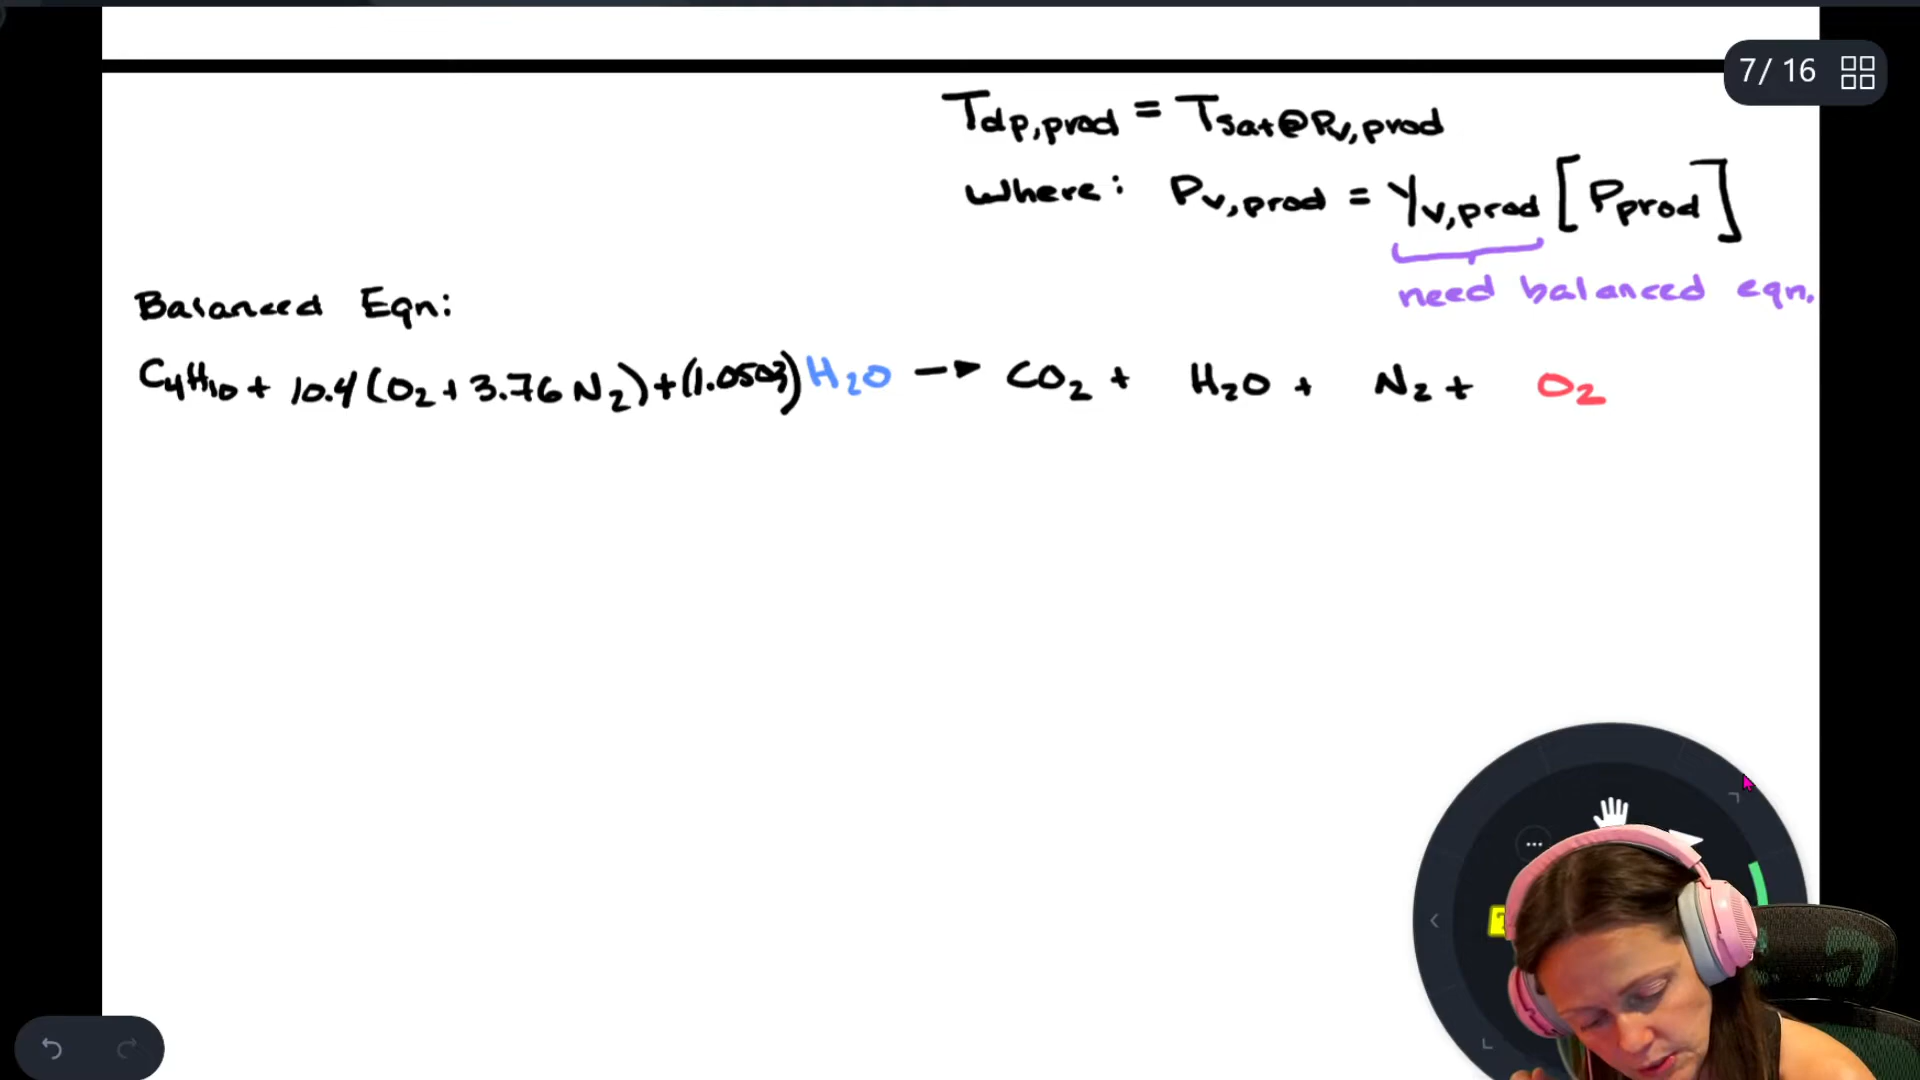 7/ 16
Tdp,prod = Tsat@Pv,prod
where: Pv,prod = yv,prod [Pprod]
need balanced eqn.
Balanced Eqn:
C4H10 + 10.4 (O2 + 3.76 N2) + (1.0503) H2O → CO2 + H2O + N2 + O2